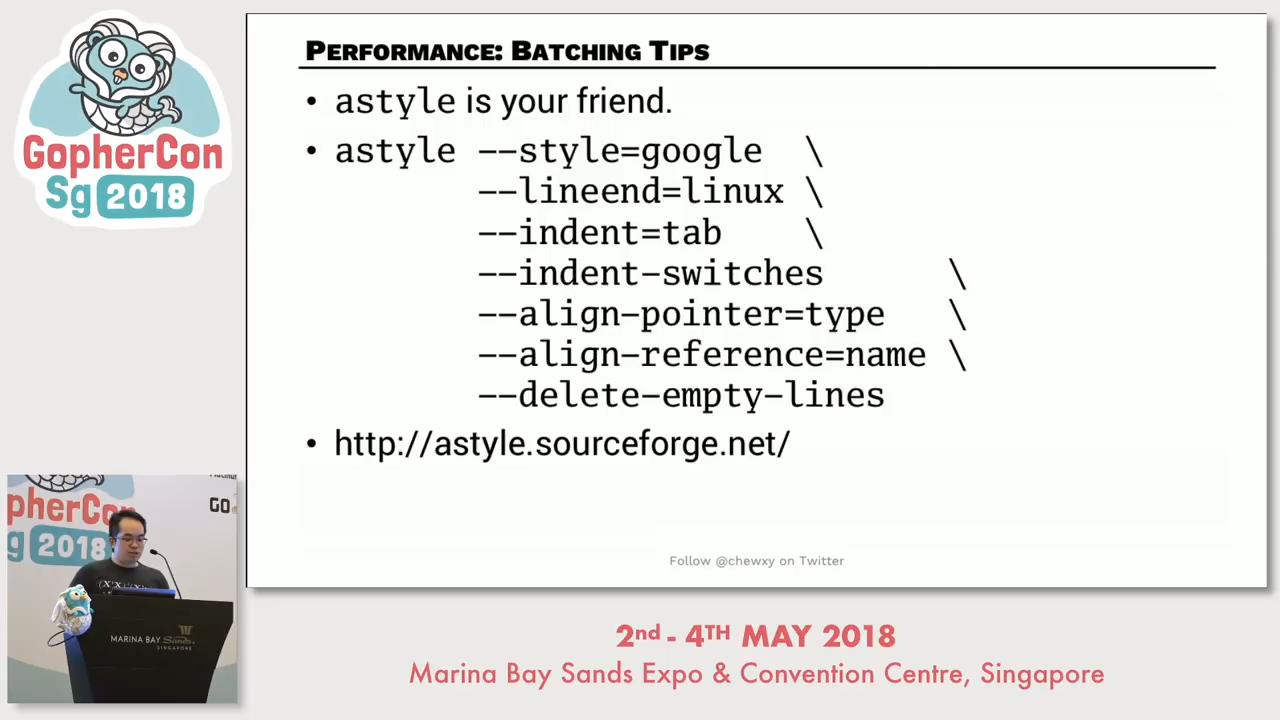 GopherCon
Sg 2018
PERFORMANCE: BATCHING TIPS
• astyle is your friend.
• astyle --style=google \
--lineend=linux \
--indent=tab \
--indent-switches \
--align-pointer=type \
--align-reference=name \
--delete-empty-lines
• http://astyle.sourceforge.net/
Follow @chewxy on Twitter
pherCon
g 2018
GO
MARINA BAY Sands
SINGAPORE
2nd - 4TH MAY 2018
Marina Bay Sands Expo & Convention Centre, Singapore